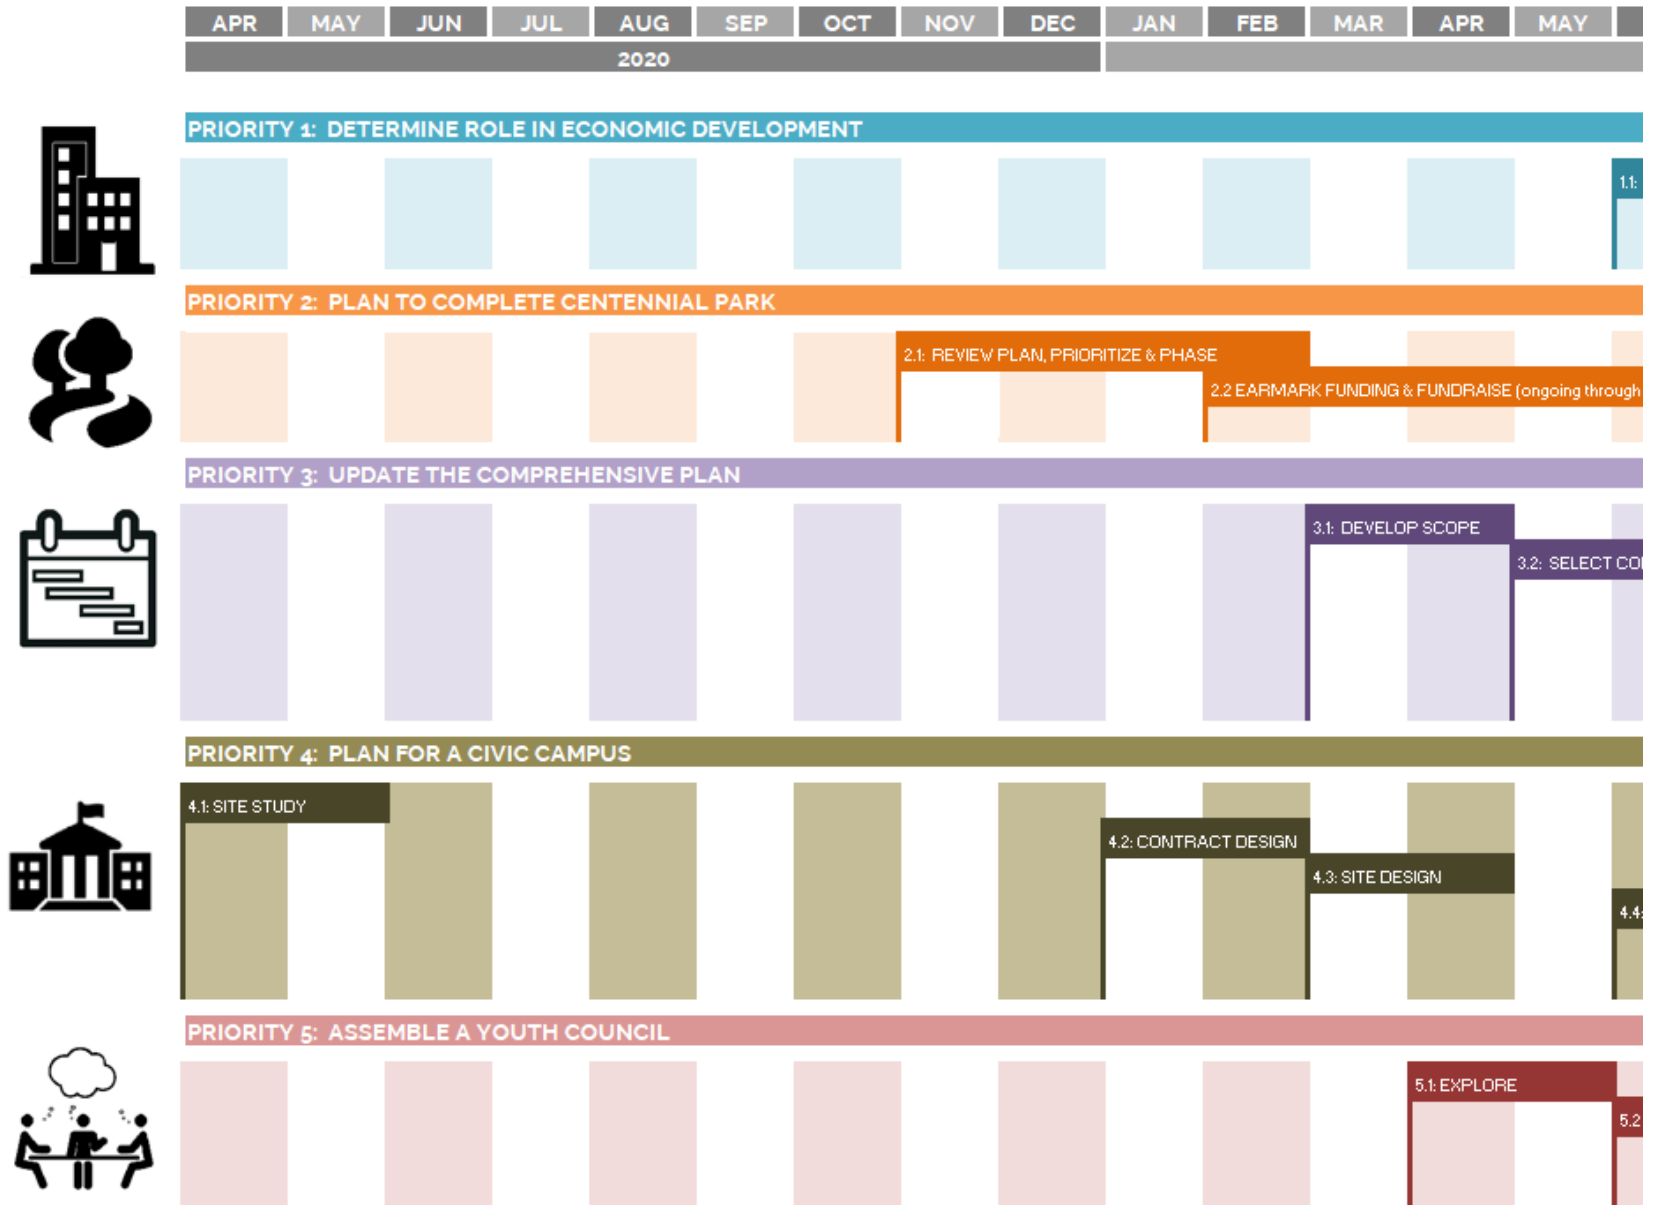 APR MAY JUN JUL AUG SEP OCT NOV DEC JAN FEB MAR APR MAY
2020
PRIORITY 1: DETERMINE ROLE IN ECONOMIC DEVELOPMENT
1.1:
PRIORITY 2: PLAN TO COMPLETE CENTENNIAL PARK
2.1: REVIEW PLAN, PRIORITIZE & PHASE
2.2 EARMARK FUNDING & FUNDRAISE (ongoing through
PRIORITY 3: UPDATE THE COMPREHENSIVE PLAN
3.1: DEVELOP SCOPE
3.2: SELECT
PRIORITY 4: PLAN FOR A CIVIC CAMPUS
4.1: SITE STUDY
4.2: CONTRACT DESIGN
4.3: SITE DESIGN
4.4:
PRIORITY 5: ASSEMBLE A YOUTH COUNCIL
5.1: EXPLORE
5.2